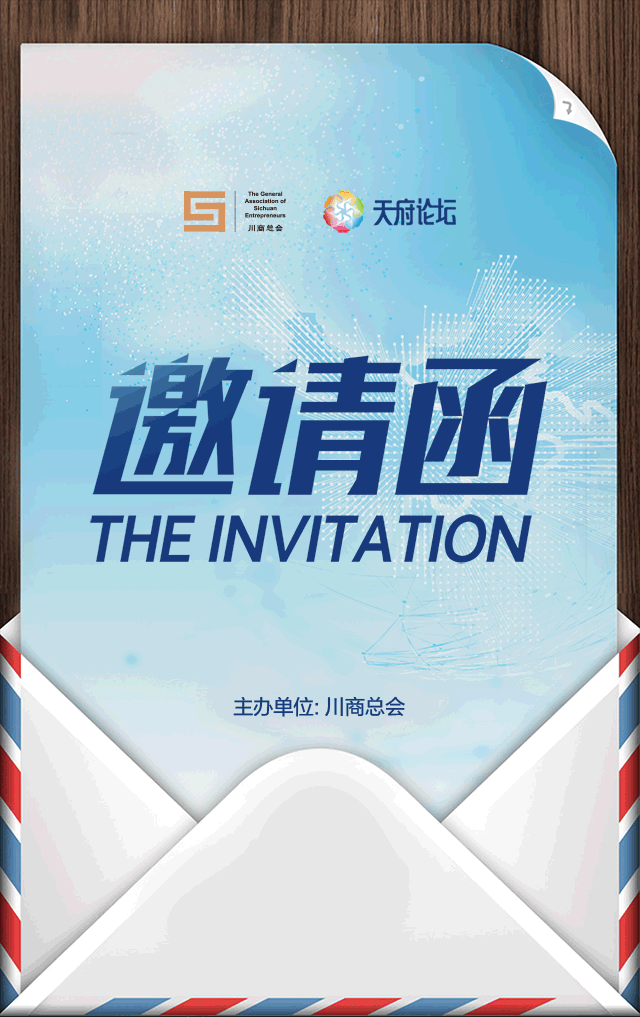 The General
Association of
Sichuan
Entrepreneurs
川商总会
天府论坛
邀请函
THE INVITATION
主办单位: 川商总会